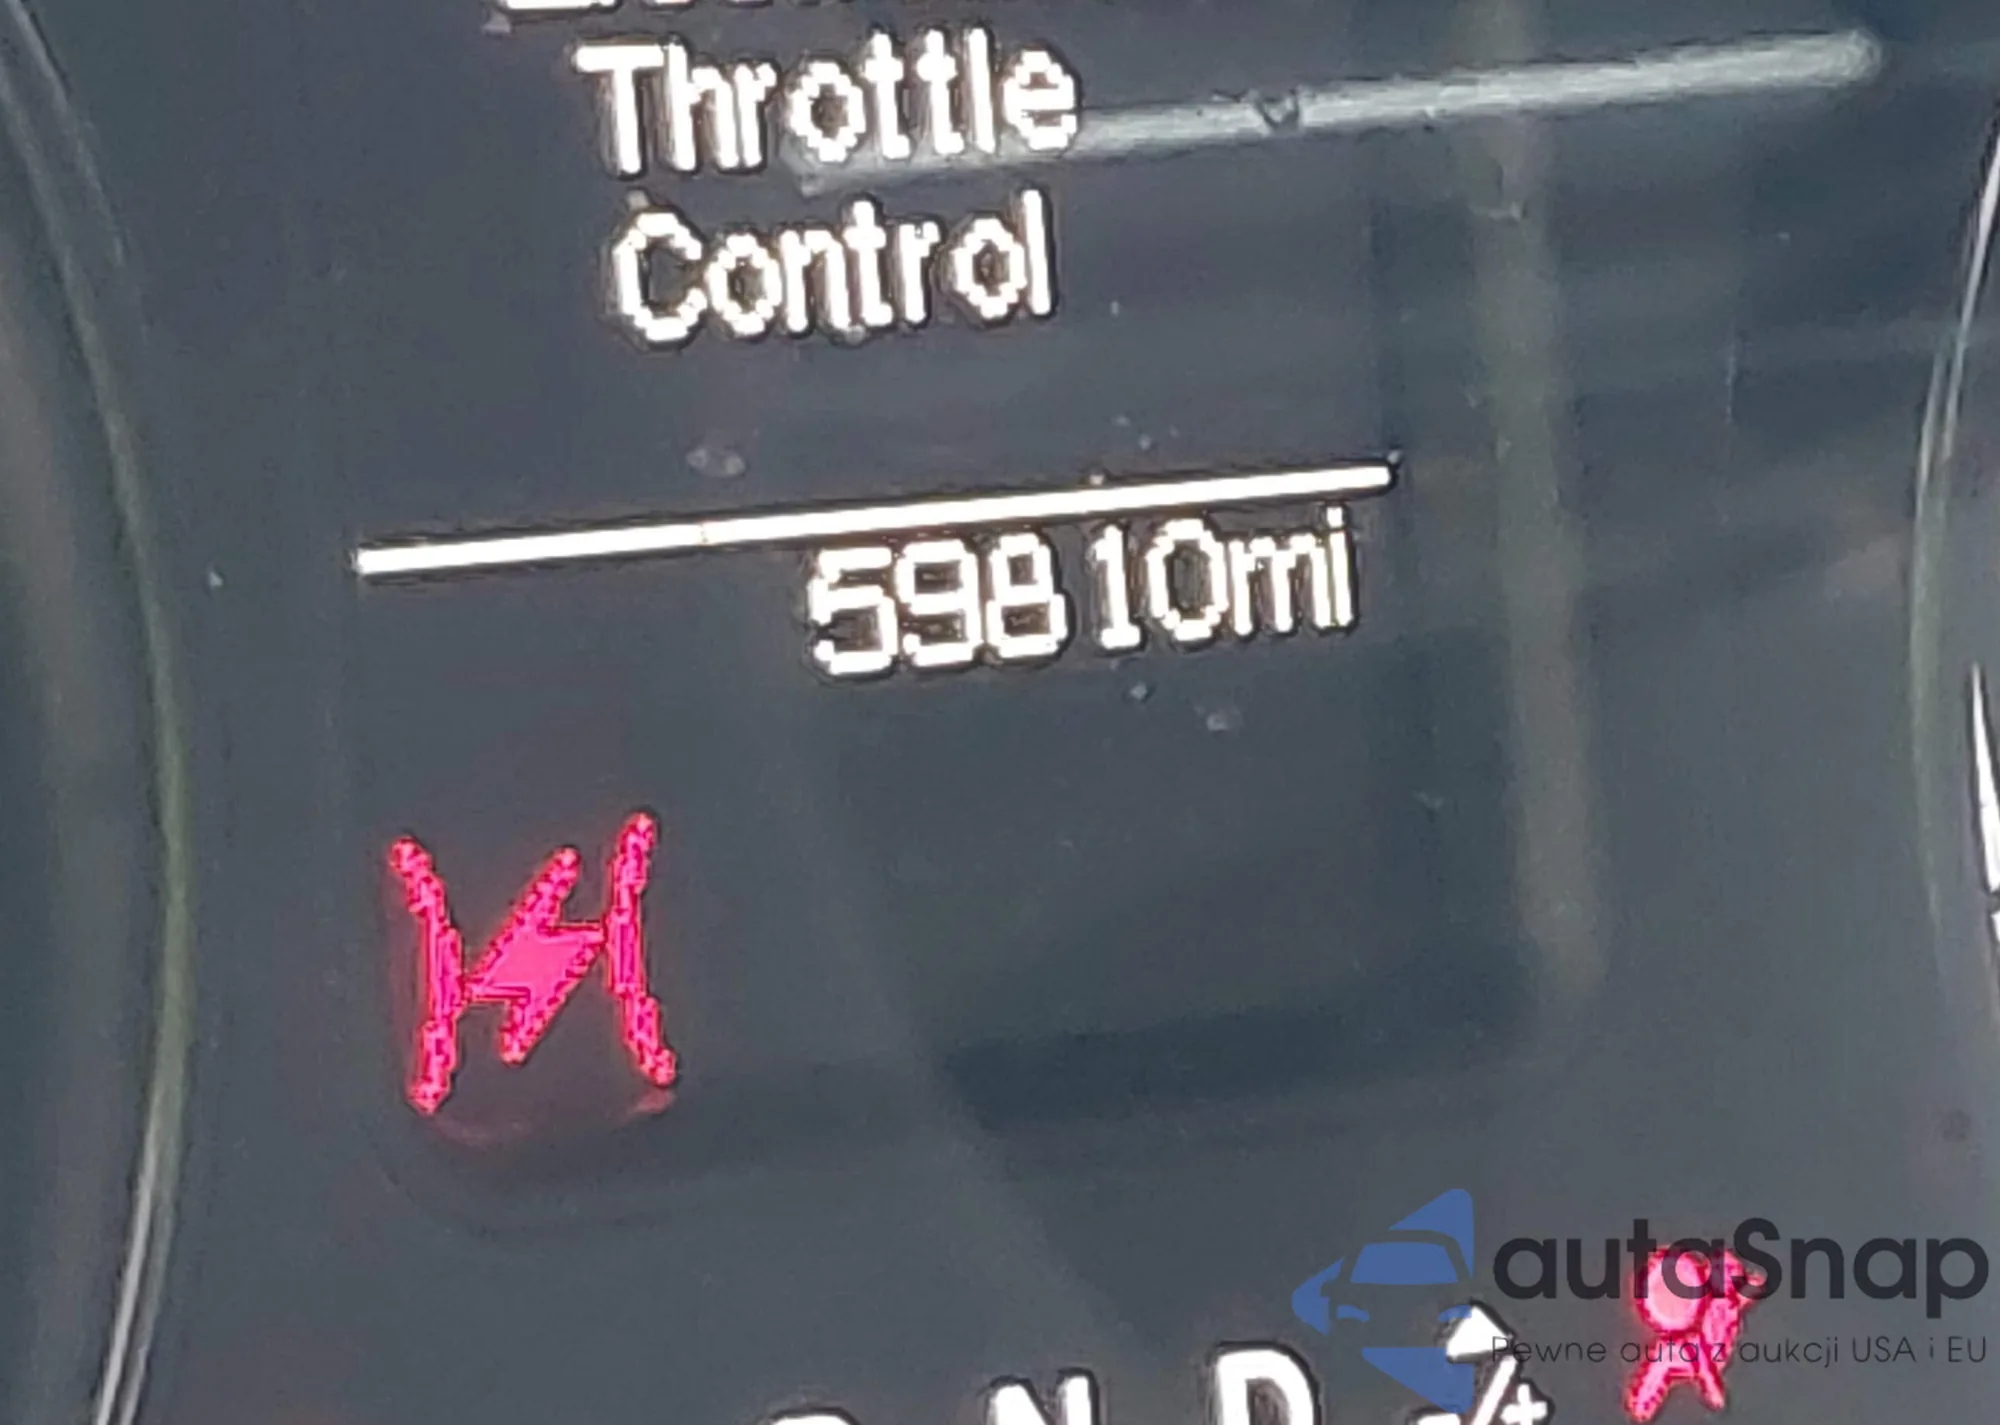 Throttle
Control
59810mi
N D
-/+
autaSnap
Pewne auta z aukcji USA i EU